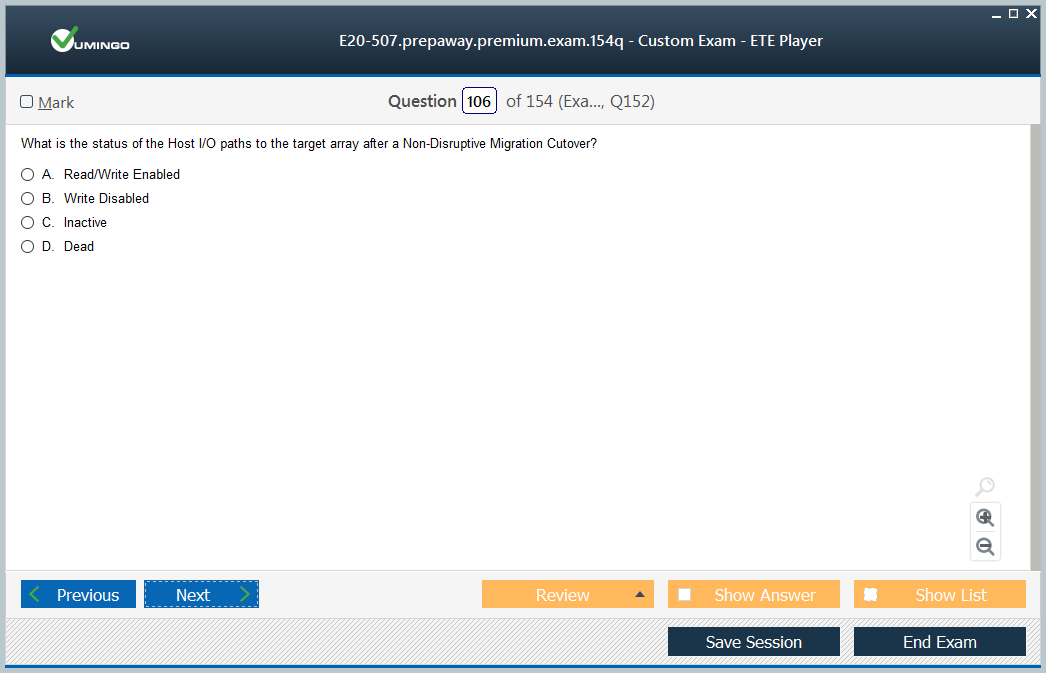 VUMINGO
E20-507.prepaway.premium.exam.154q - Custom Exam - ETE Player
Mark
Question 106 of 154 (Exa..., Q152)
What is the status of the Host I/O paths to the target array after a Non-Disruptive Migration Cutover?
A. Read/Write Enabled
B. Write Disabled
C. Inactive
D. Dead
Previous Next Review Show Answer Show List
Save Session End Exam